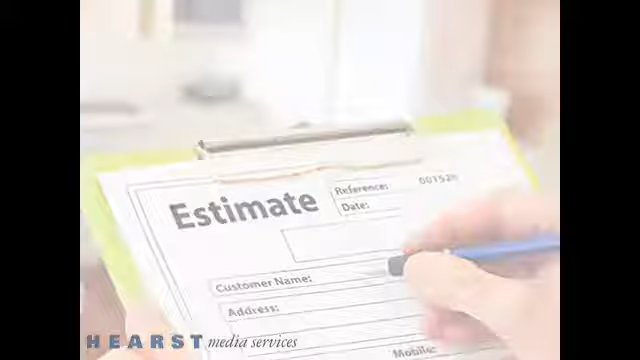 Estimate
Reference:
Date:
Customer Name:
Address:
Mobile:
HEARST media services